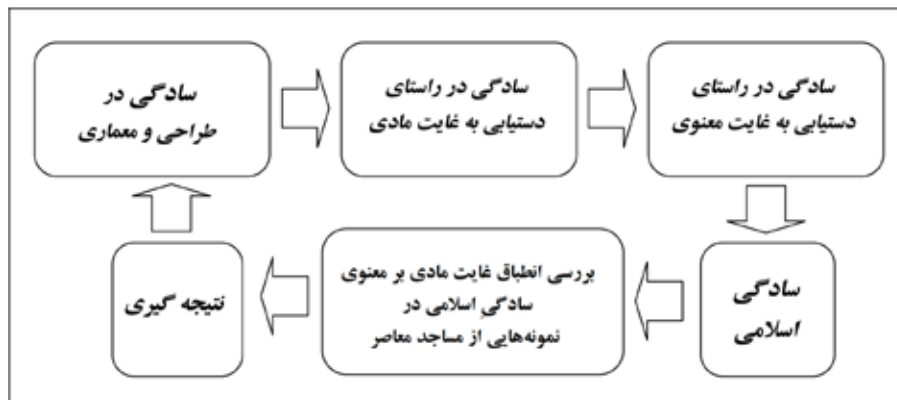 سادگی در
طراحی و معماری
سادگی در راستای
دستیابی به غایت مادی
سادگی در راستای
دستیابی به غایت معنوی
سادگی
اسلامی
بررسی انطباق غایت مادی بر معنوی
سادگیِ اسلامی در
نمونه‌هایی از مساجد معاصر
نتیجه گیری